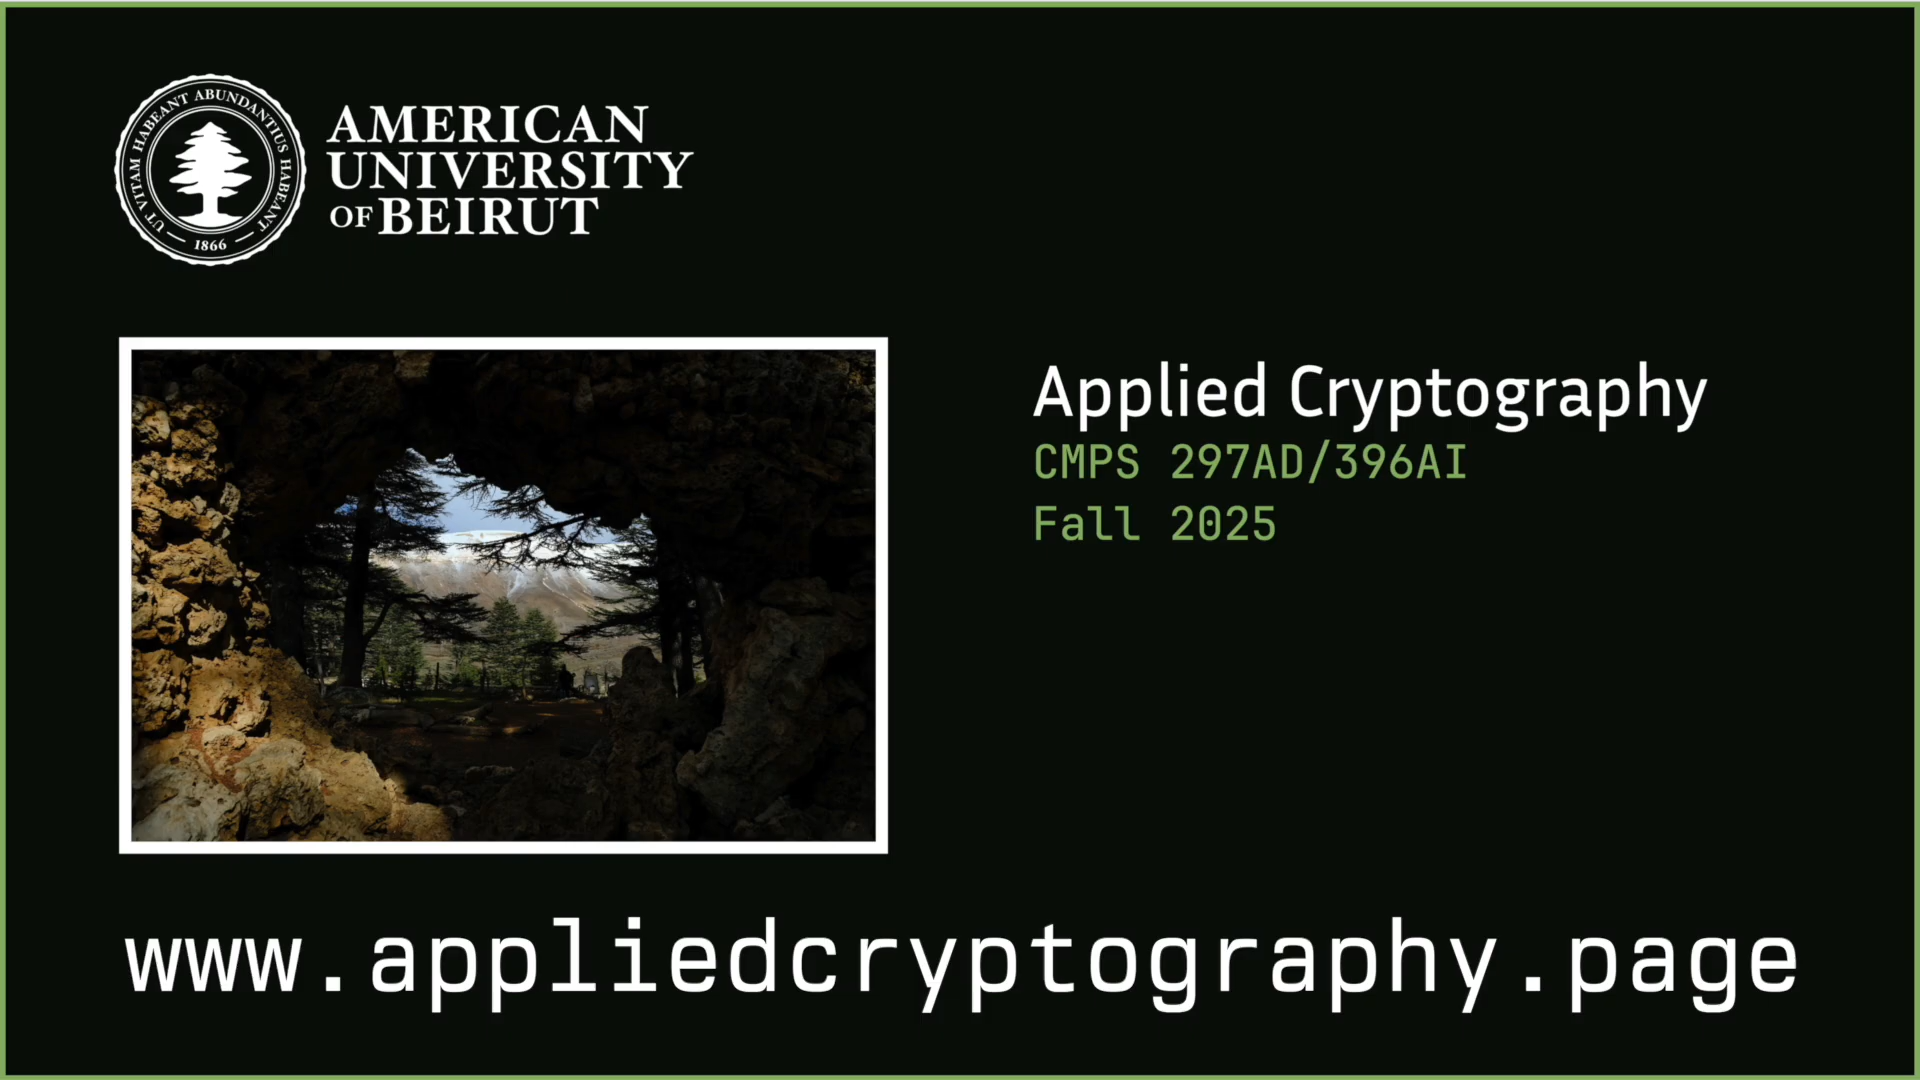 UT VITAM HABEANT ABUNDANTIUS HABEANT
1866
AMERICAN
UNIVERSITY
OF BEIRUT
Applied Cryptography
CMPS 297AD/396AI
Fall 2025
www.appliedcryptography.page